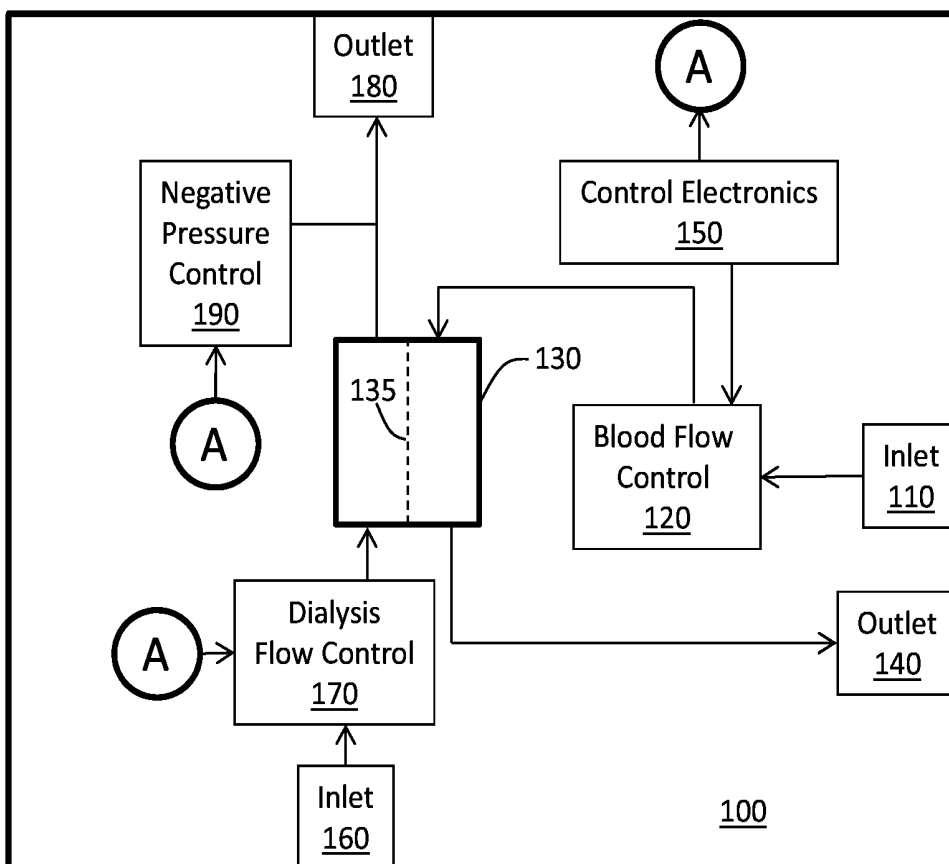 Outlet
180
A
Negative
Pressure
Control
190
Control Electronics
150
135
130
A
Blood Flow
Control
120
Inlet
110
A
Dialysis
Flow Control
170
Outlet
140
Inlet
160
100